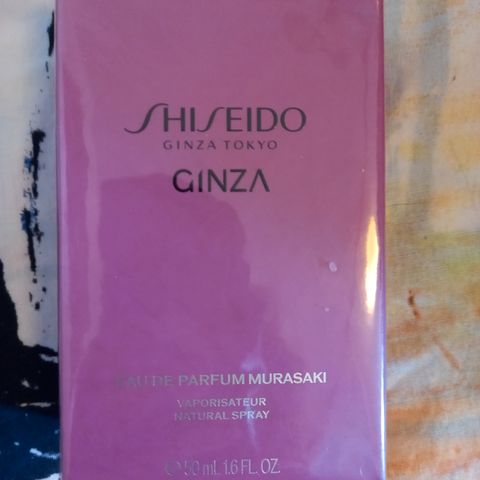 SHISEIDO
GINZA TOKYO
GINZA
EAU DE PARFUM MURASAKI
VAPORISATEUR
NATURAL SPRAY
℮ 50 mL 1.6 FL. OZ.